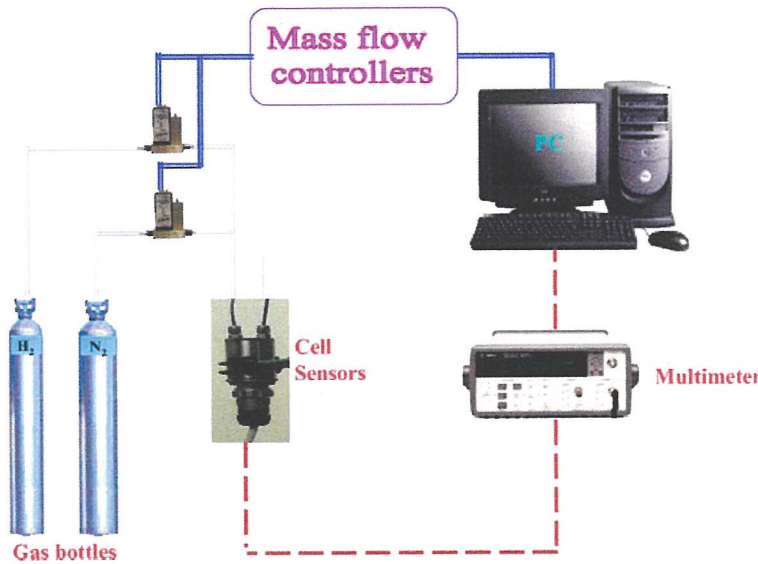 Mass flow
controllers
PC
H₂
N₂
Cell
Sensors
Multimeter
Gas bottles